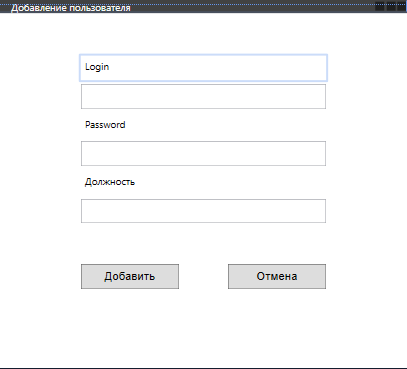 Добавление пользователя
Login
Password
Должность
Добавить
Отмена